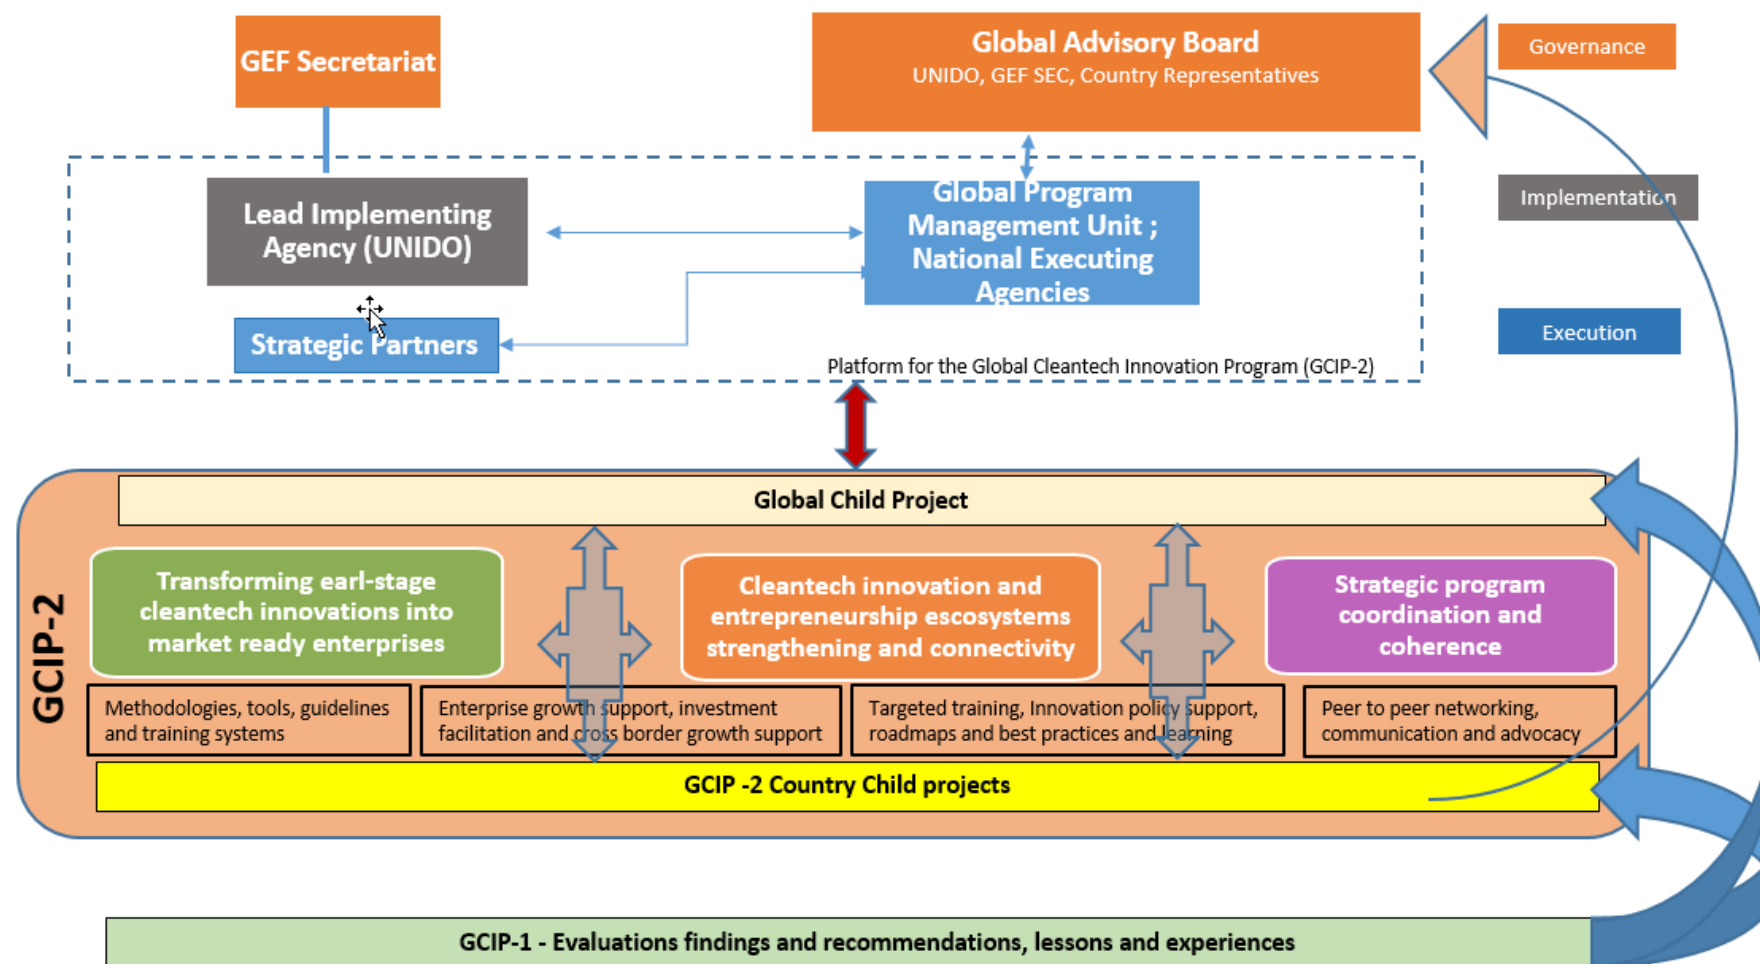 GEF Secretariat
Global Advisory Board
UNIDO, GEF SEC, Country Representatives
Governance
Lead Implementing
Agency (UNIDO)
Global Program
Management Unit ;
National Executing
Agencies
Implementation
Strategic Partners
Execution
Platform for the Global Cleantech Innovation Program (GCIP-2)
GCIP-2
Global Child Project
Transforming earl-stage
cleantech innovations into
market ready enterprises
Cleantech innovation and
entrepreneurship escosystems
strengthening and connectivity
Strategic program
coordination and
coherence
Methodologies, tools, guidelines
and training systems
Enterprise growth support, investment
facilitation and cross border growth support
Targeted training, Innovation policy support,
roadmaps and best practices and learning
Peer to peer networking,
communication and advocacy
GCIP -2 Country Child projects
GCIP-1 - Evaluations findings and recommendations, lessons and experiences